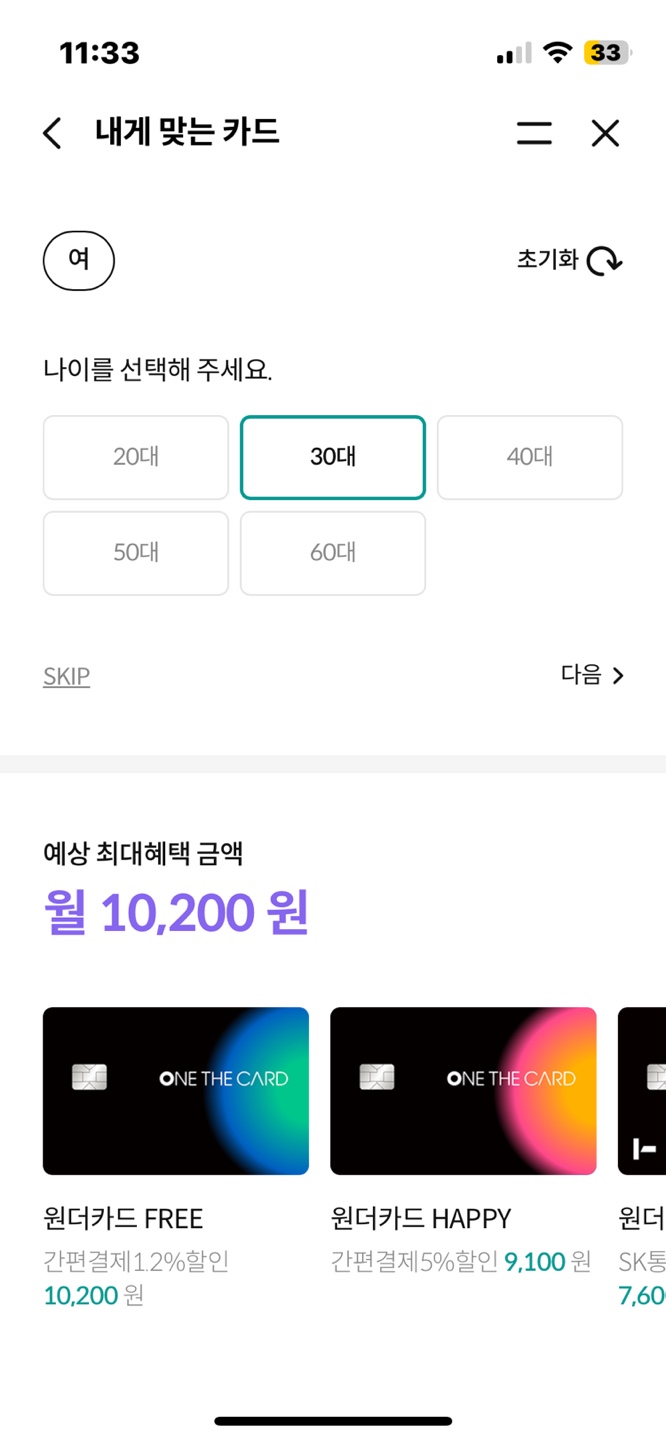 11:33
33
내게 맞는 카드
여
초기화
나이를 선택해 주세요.
20대
30대
40대
50대
60대
SKIP
다음
예상 최대혜택 금액
월 10,200 원
ONE THE CARD
ONE THE CARD
원더카드 FREE
원더카드 HAPPY
원더
간편결제1.2%할인
10,200 원
간편결제5%할인 9,100 원
SK통
7,60